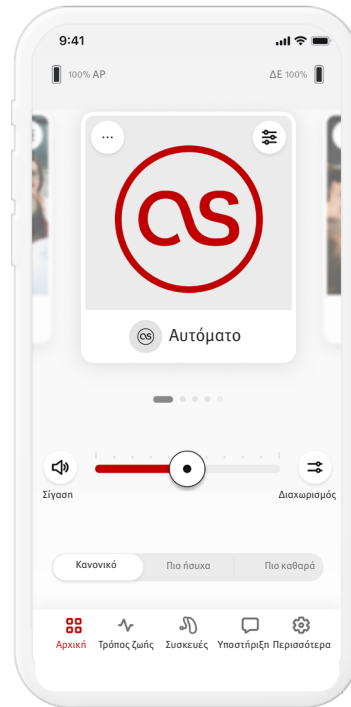 9:41
100% ΑΡ
ΔΕ 100%
Αυτόματο
Σίγαση
Διαχωρισμός
Κανονικό
Πιο ήσυχα
Πιο καθαρά
Αρχική
Τρόπος ζωής
Συσκευές
Υποστήριξη
Περισσότερα